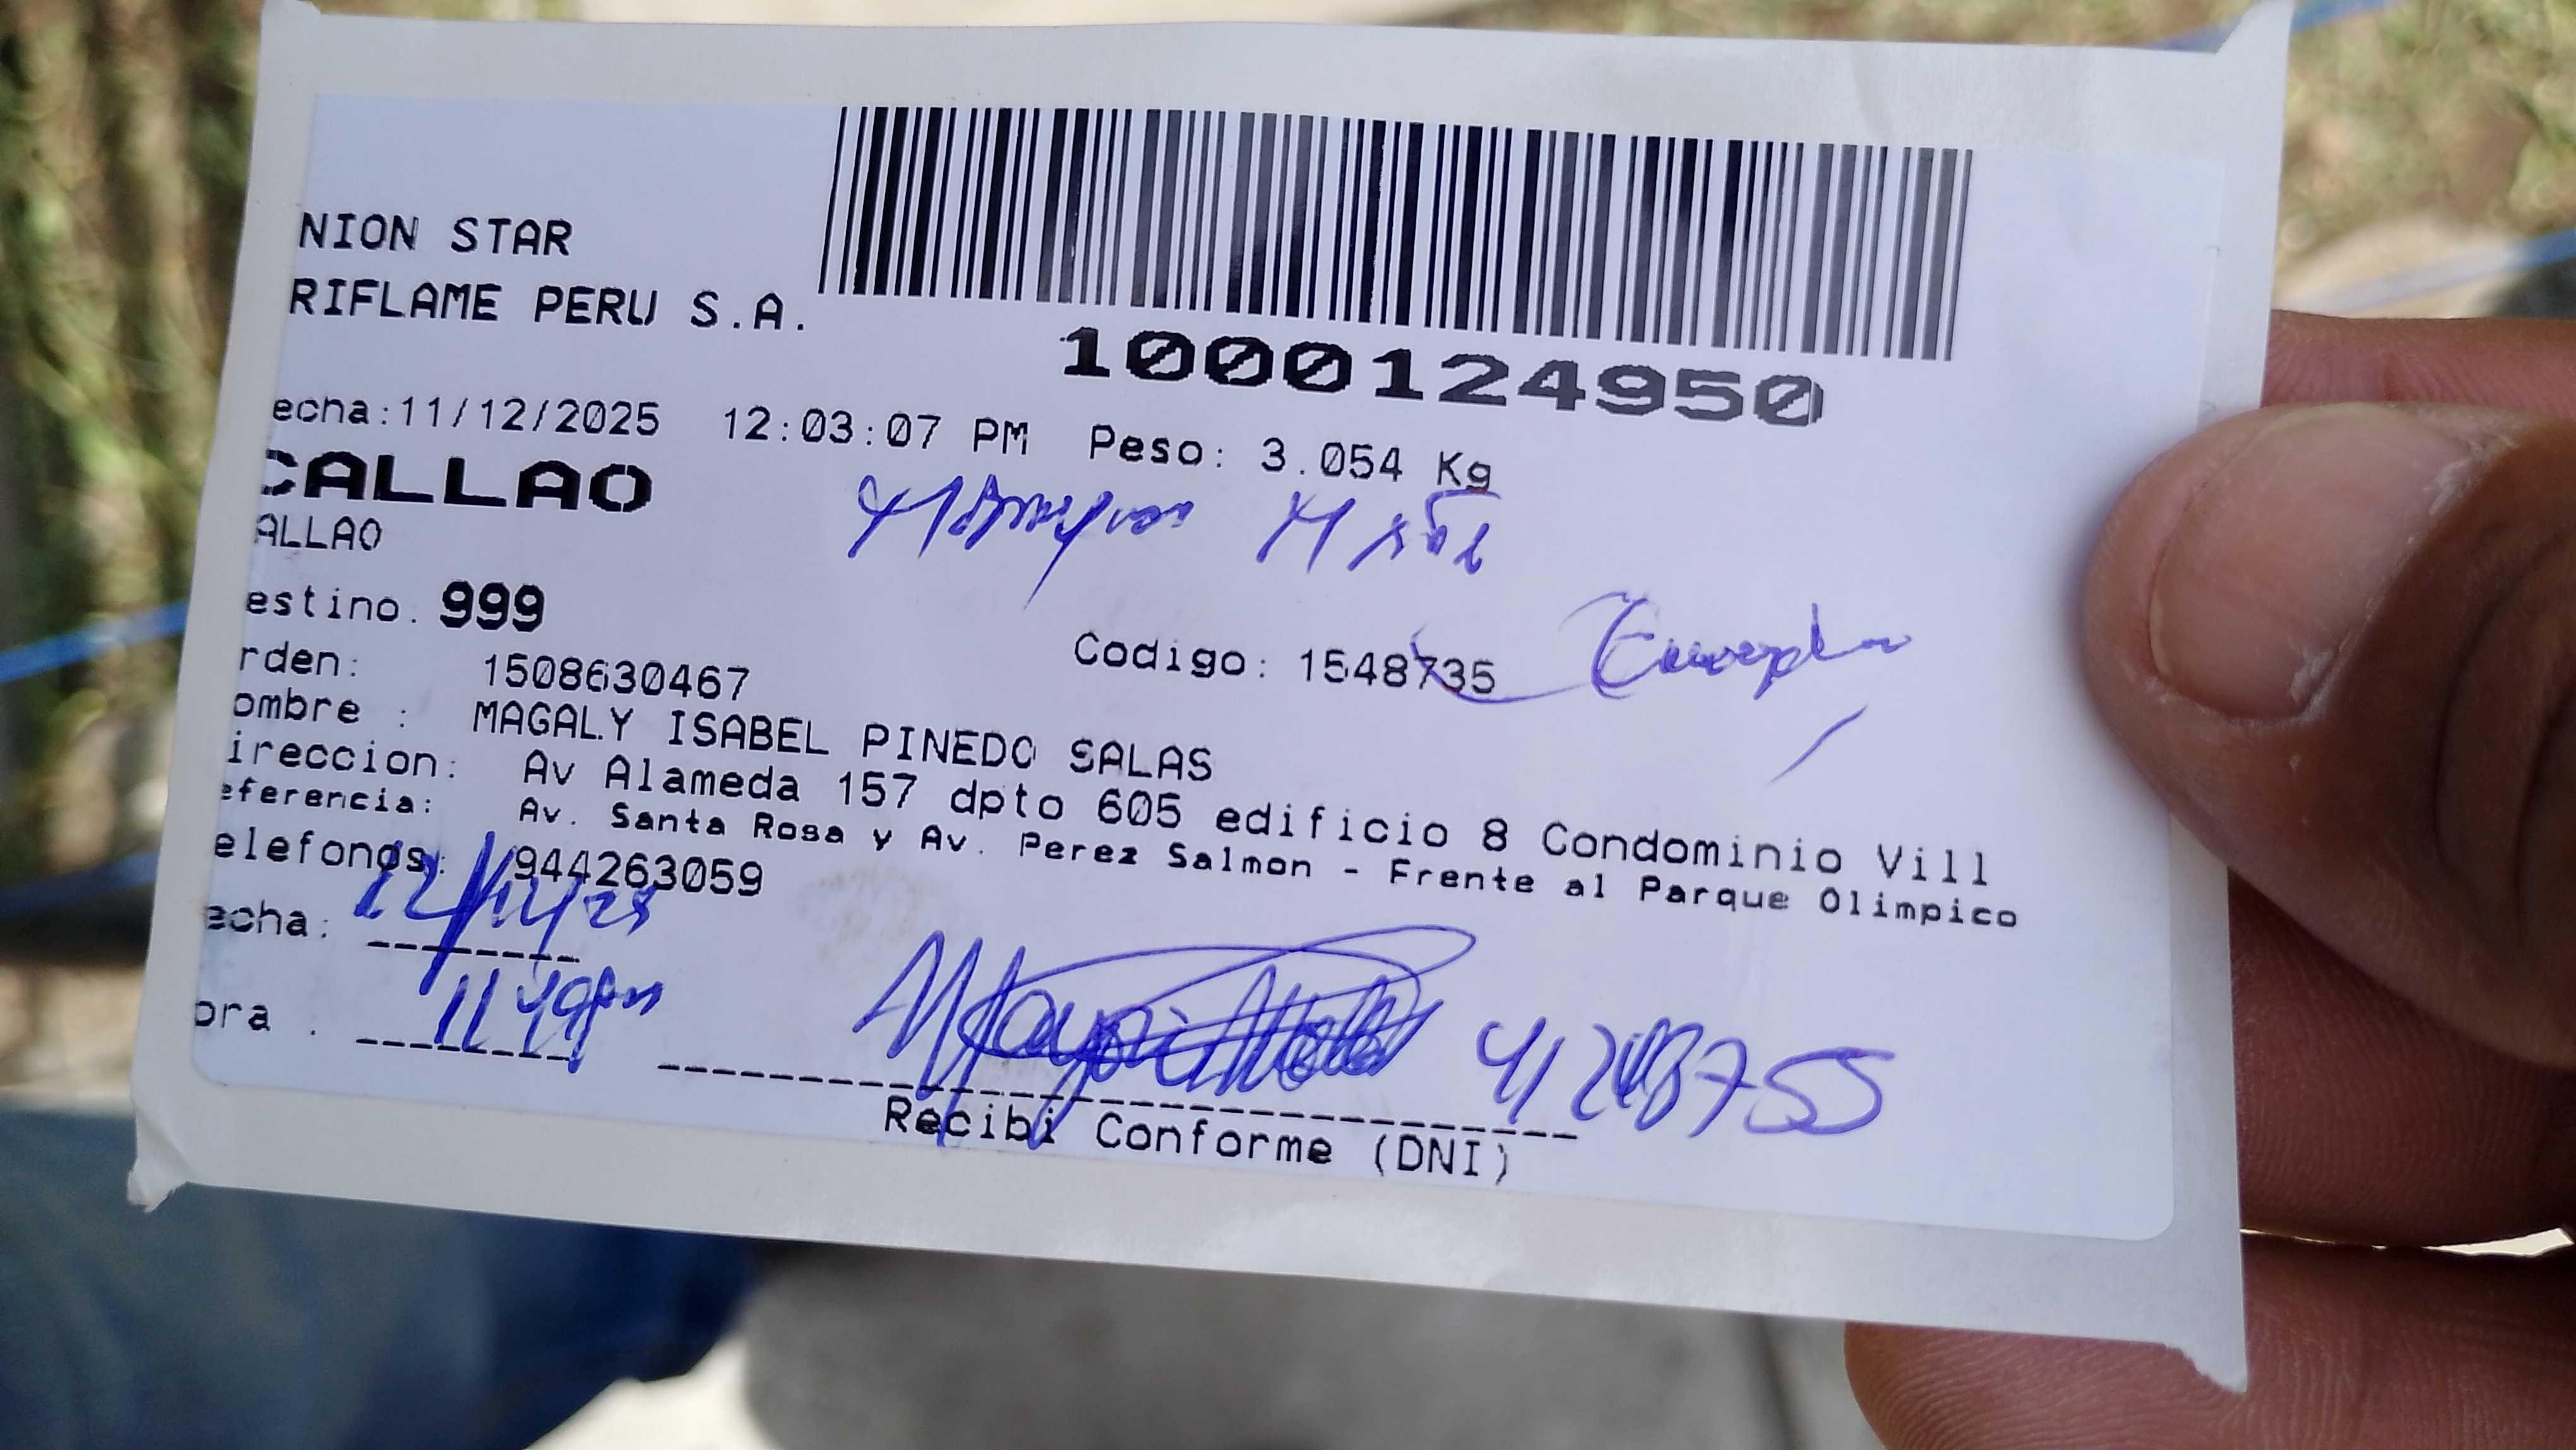 NION STAR
RIFLAME PERU S.A.
1000124950
echa:11/12/2025 12:03:07 PM Peso: 3.054 Kg
CALLAO
ALLAO
estino. 999
rden: 1508630467 Codigo: 1548735
ombre : MAGALY ISABEL PINEDO SALAS
ireccion: Av Alameda 157 dpto 605 edificio 8 Condominio Vill
eferencia: Av. Santa Rosa y Av. Perez Salmon - Frente al Parque Olimpico
elefonos: 944263059
echa: 12/12/25
ora :
Recibi Conforme (DNI)